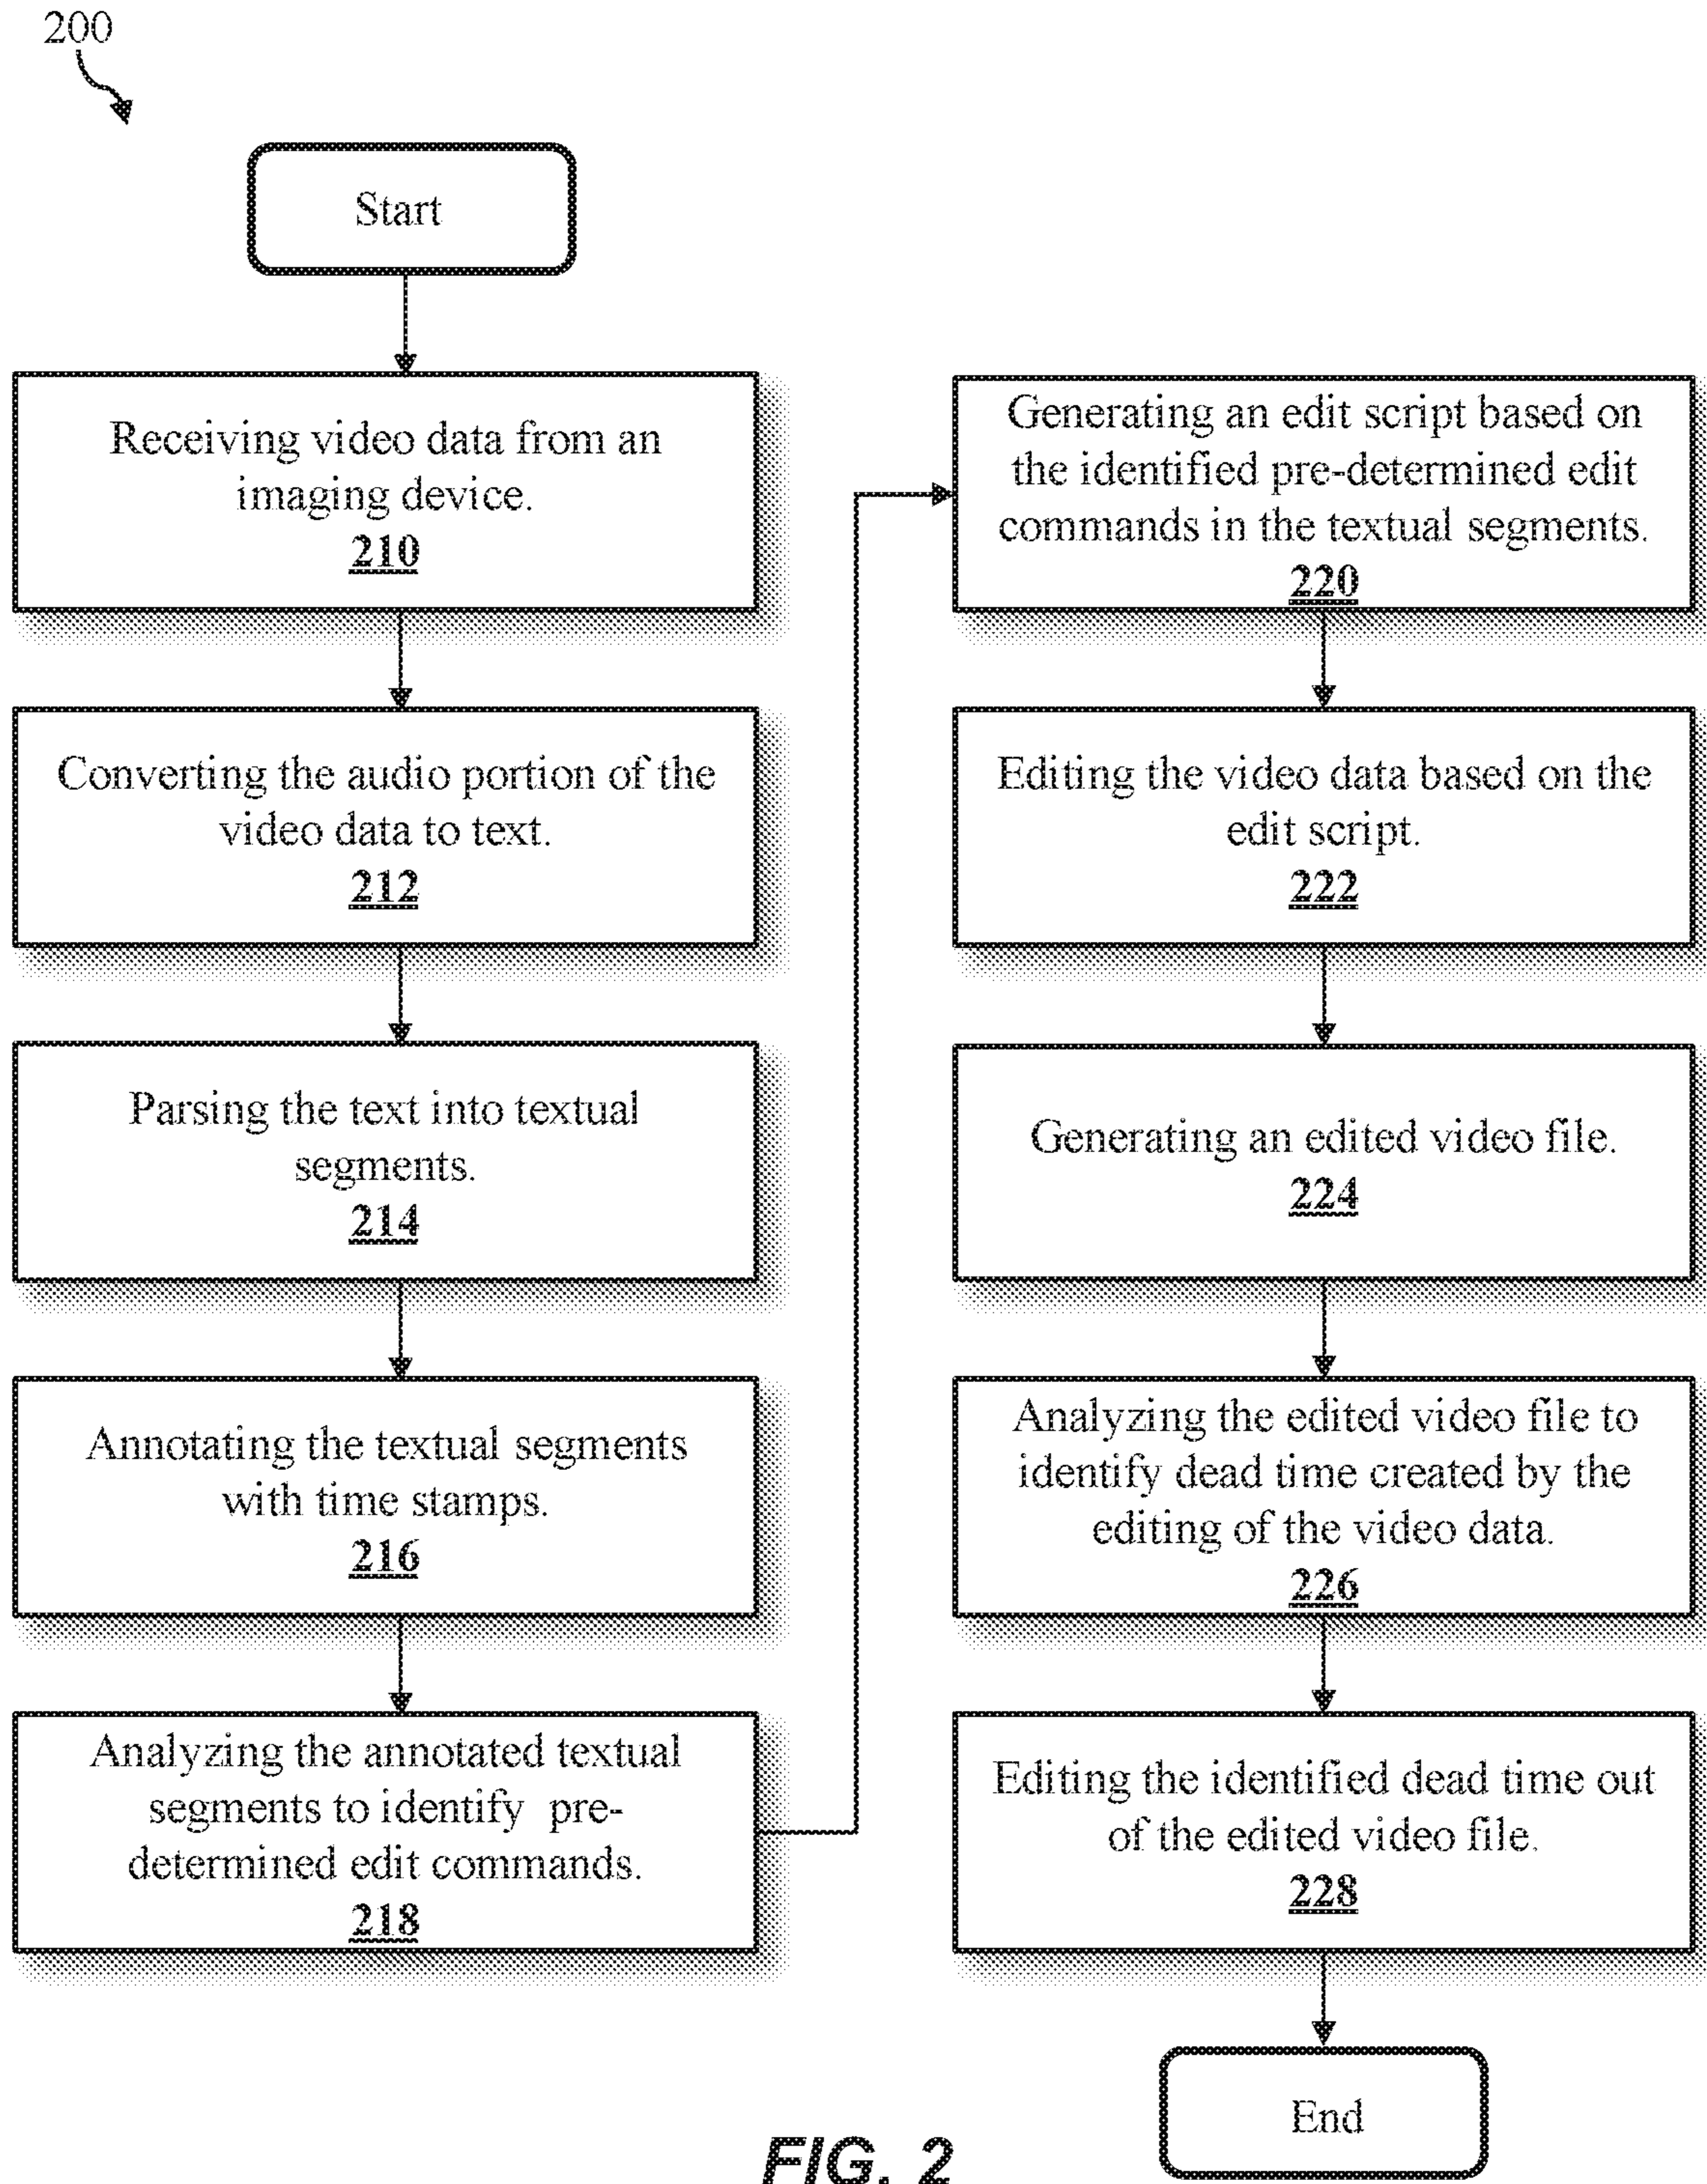 200
Start
Receiving video data from an
imaging device.
210
Converting the audio portion of the
video data to text.
212
Parsing the text into textual
segments.
214
Annotating the textual segments
with time stamps.
216
Analyzing the annotated textual
segments to identify pre-
determined edit commands.
218
Generating an edit script based on
the identified pre-determined edit
commands in the textual segments.
220
Editing the video data based on the
edit script.
222
Generating an edited video file.
224
Analyzing the edited video file to
identify dead time created by the
editing of the video data.
226
Editing the identified dead time out
of the edited video file.
228
End
FIG. 2